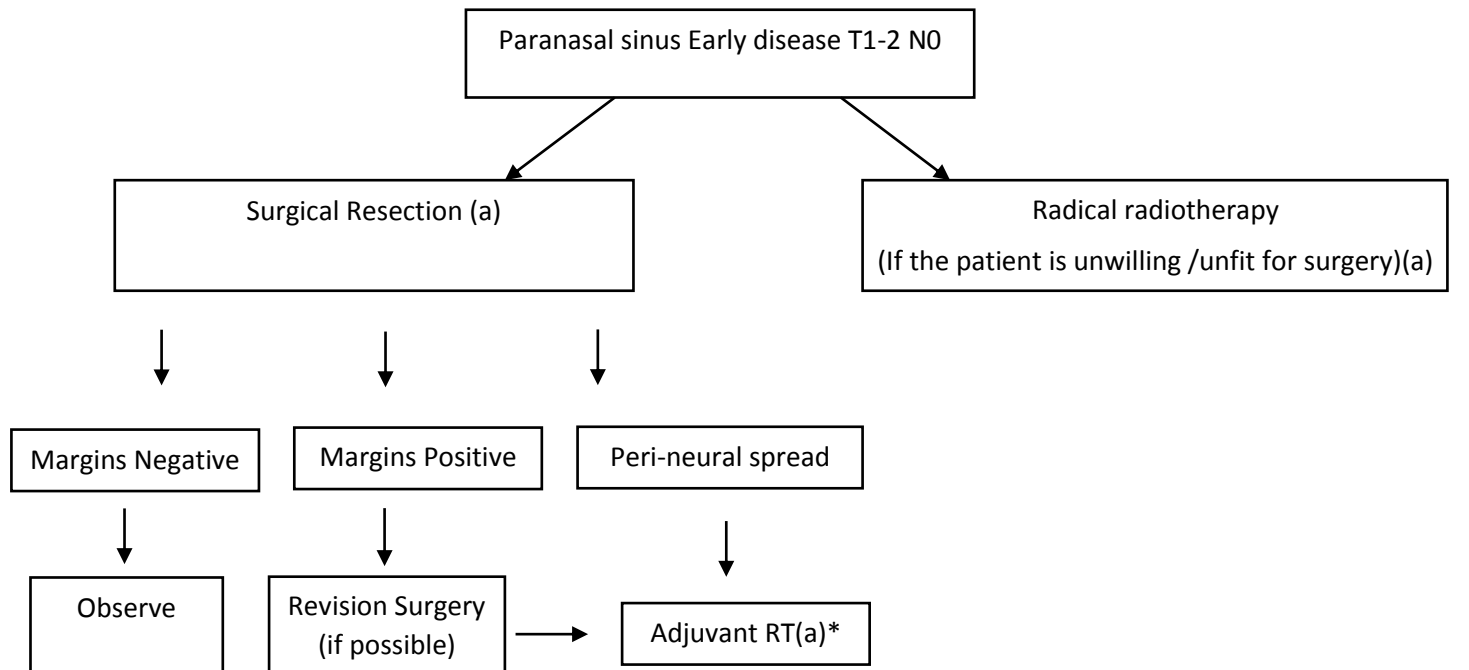 Paranasal sinus Early disease T1-2 N0
Surgical Resection (a)
Radical radiotherapy
(If the patient is unwilling /unfit for surgery)(a)
Margins Negative
Margins Positive
Peri-neural spread
Observe
Revision Surgery
(if possible)
Adjuvant RT(a)*